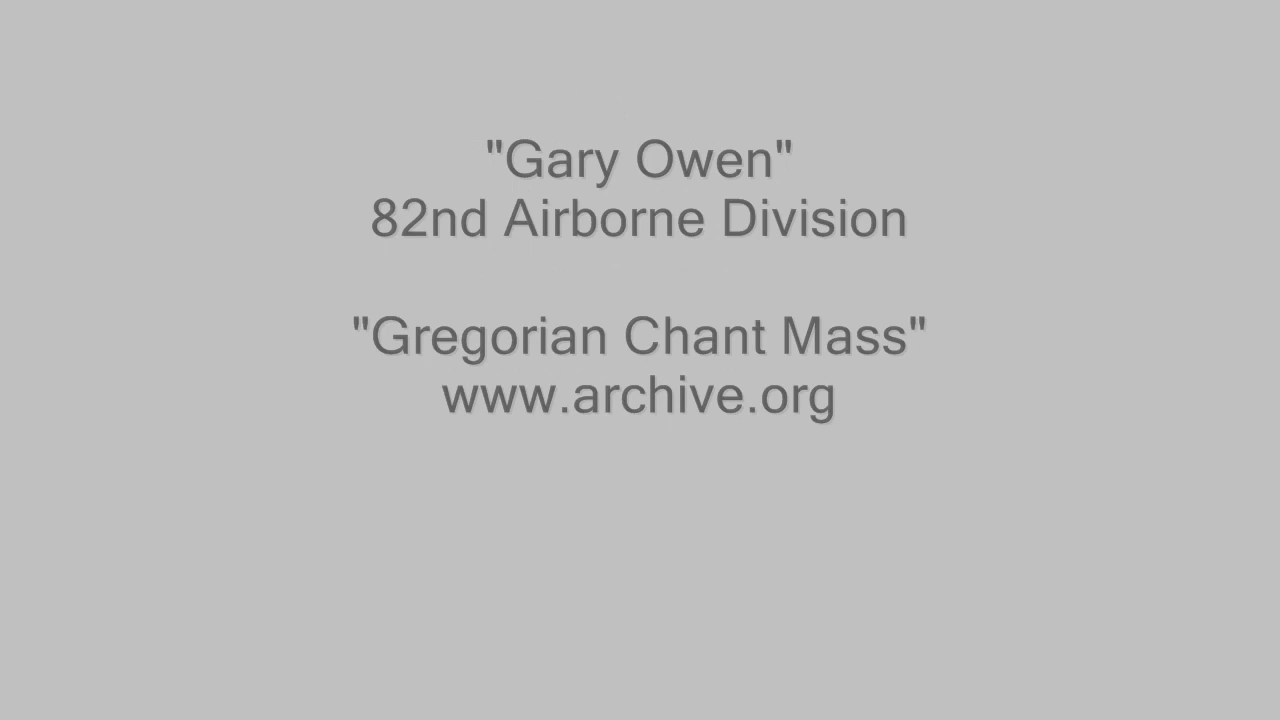 "Gary Owen"
82nd Airborne Division
"Gregorian Chant Mass"
www.archive.org